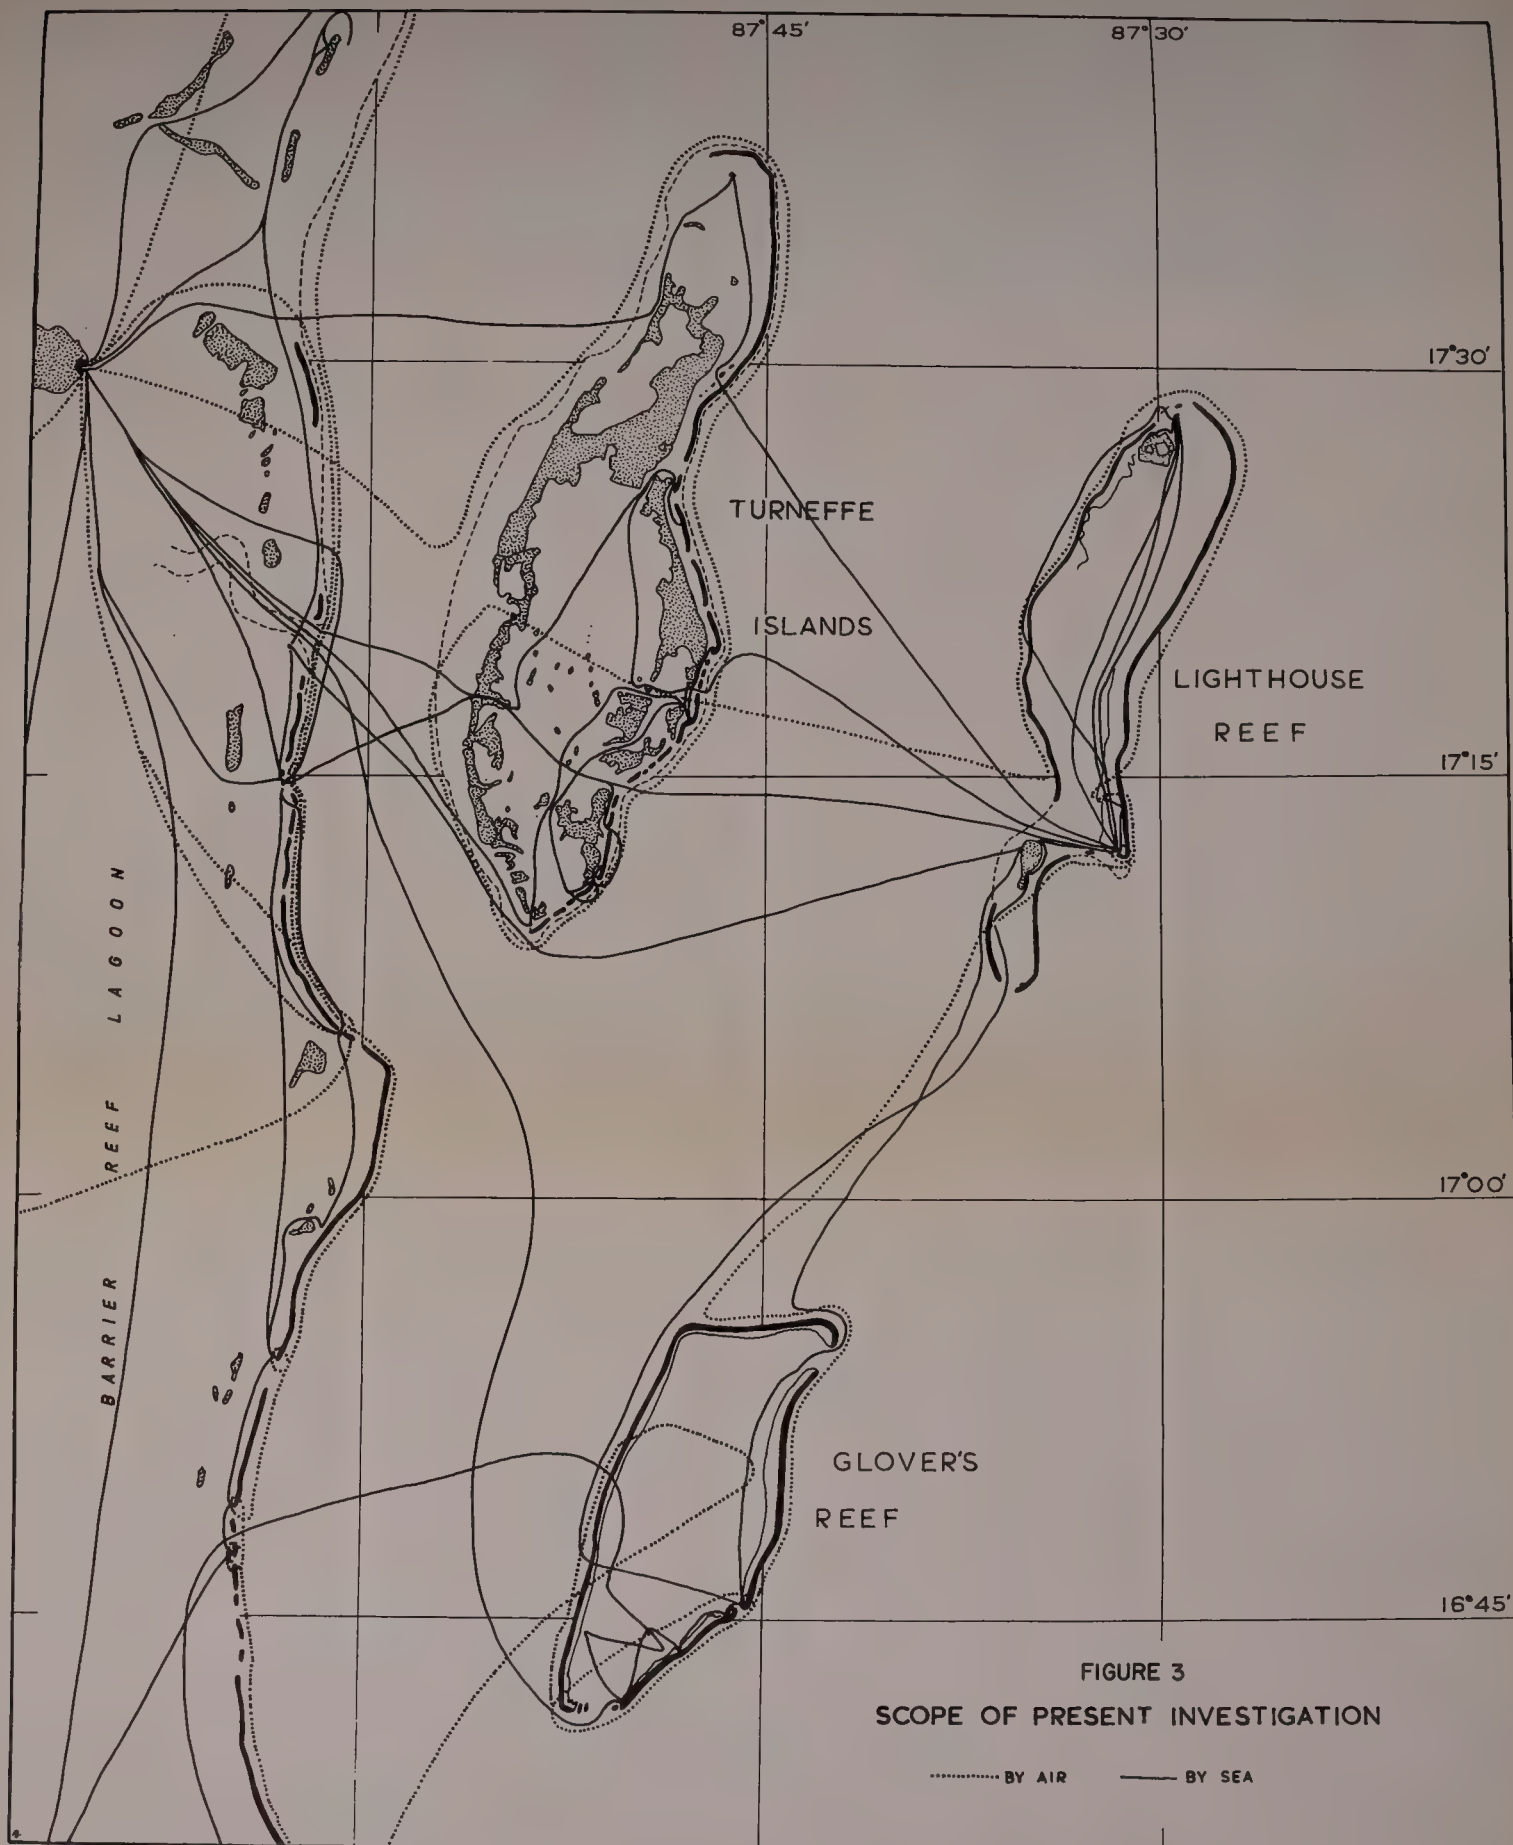 87°45'
87°30'
17°30'
TURNEFFE
ISLANDS
LIGHTHOUSE
REEF
17°15'
BARRIER REEF LAGOON
17°00'
GLOVER'S
REEF
16°45'
FIGURE 3
SCOPE OF PRESENT INVESTIGATION
BY AIR BY SEA